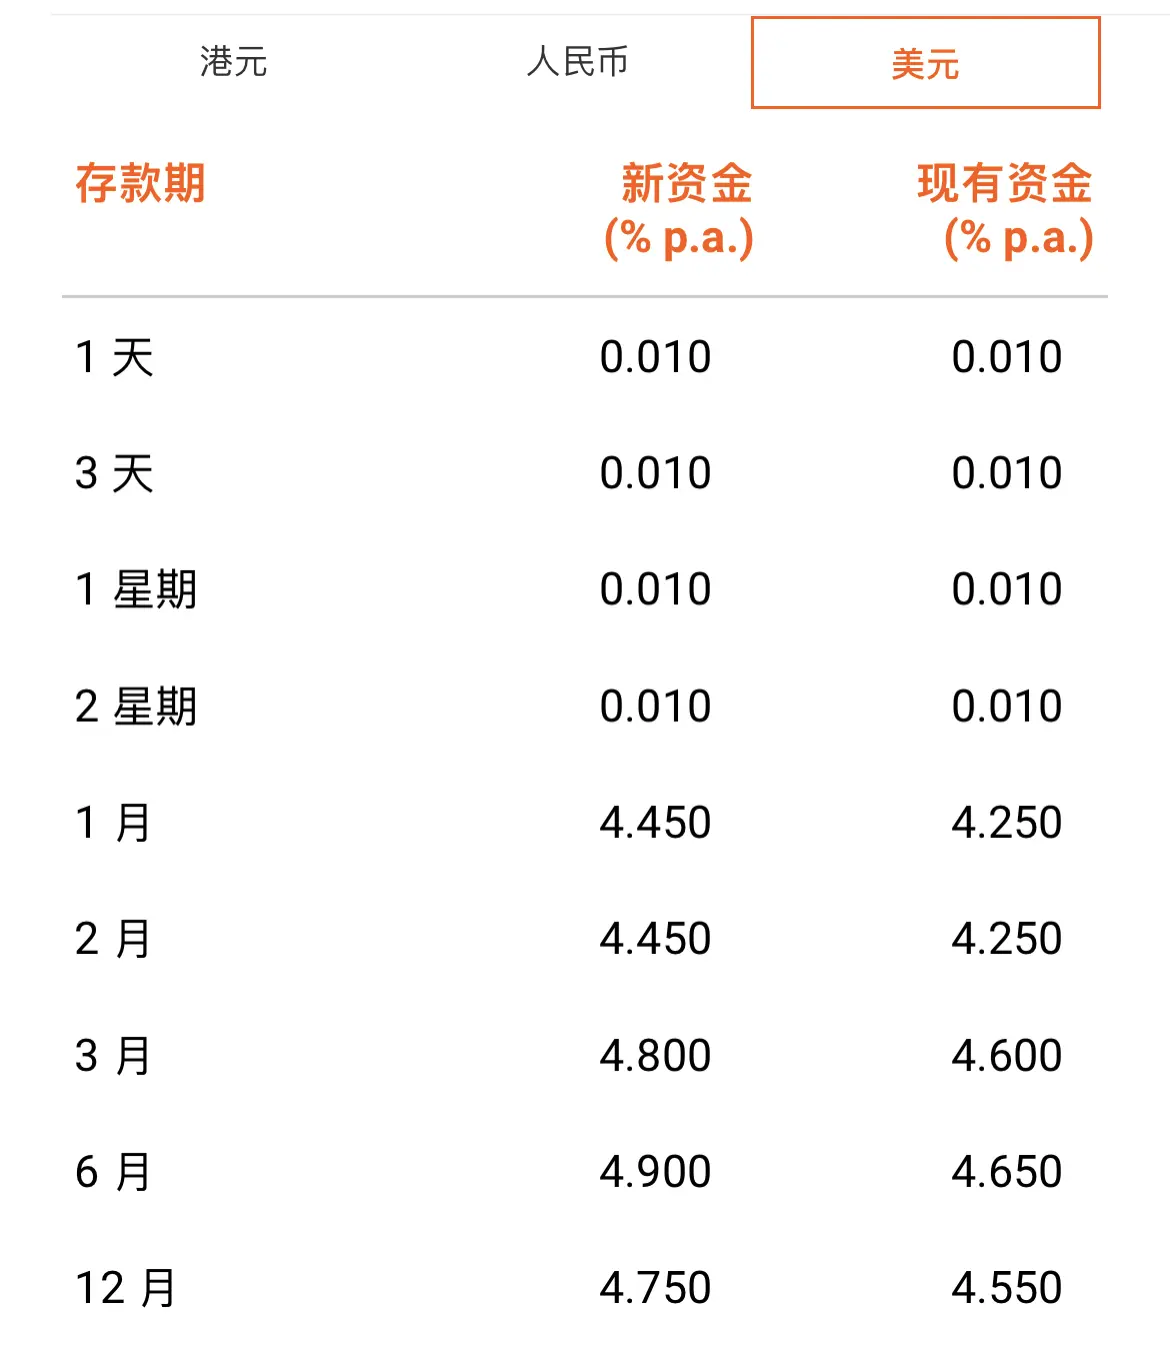 港元 人民币 美元
存款期 新资金 现有资金
(% p.a.) (% p.a.)
1 天 0.010 0.010
3 天 0.010 0.010
1 星期 0.010 0.010
2 星期 0.010 0.010
1 月 4.450 4.250
2 月 4.450 4.250
3 月 4.800 4.600
6 月 4.900 4.650
12 月 4.750 4.550